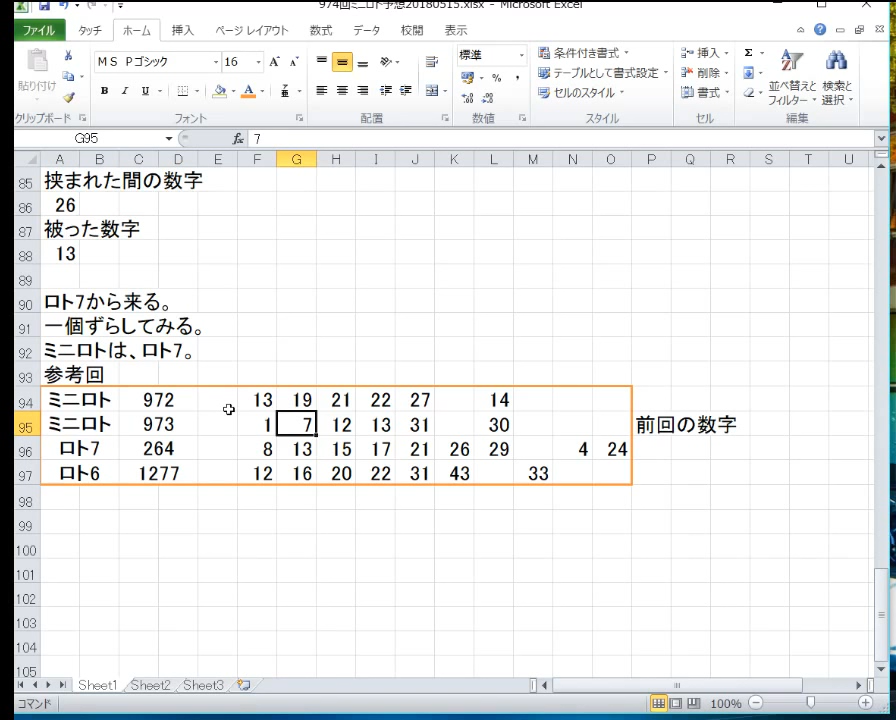 974回ミニロト予想20180515.xlsx - Microsoft Excel
ファイル タッチ ホーム 挿入 ページ レイアウト 数式 データ 校閲 表示
貼り付け
クリップボード
ＭＳ Ｐゴシック 16
B I U
フォント
配置
標準
数値
条件付き書式
テーブルとして書式設定
セルのスタイル
スタイル
挿入
削除
書式
セル
並べ替えと フィルター
検索と 選択
編集
G95 fx 7
A B C D E F G H I J K L M N O P Q R S T U
85 挟まれた間の数字
86 26
87 被った数字
88 13
89
90 ロト7から来る。
91 一個ずらしてみる。
92 ミニロトは、ロト7。
93 参考回
94 ミニロト 972 13 19 21 22 27 14
95 ミニロト 973 1 7 12 13 31 30 前回の数字
96 ロト7 264 8 13 15 17 21 26 29 4 24
97 ロト6 1277 12 16 20 22 31 43 33
98
99
100
101
102
103
104
105
Sheet1 Sheet2 Sheet3
コマンド 100%